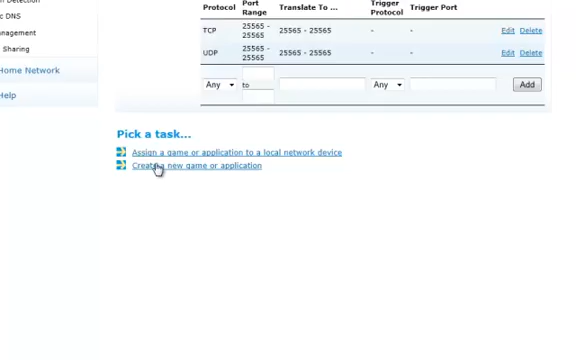 Protocol Port Range Translate To ... Trigger Protocol Trigger Port
TCP 25565 - 25565 25565 - 25565 - - Edit Delete
UDP 25565 - 25565 25565 - 25565 - - Edit Delete
Any to Any Add
c DNS
Sharing
Home Network
Help
Pick a task...
Assign a game or application to a local network device
Create a new game or application